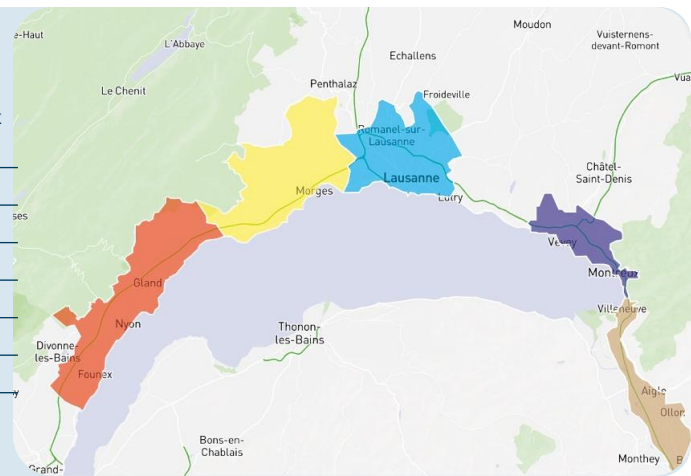 Moudon
e-Haut
Vuisternens-
devant-Romont
L'Abbaye
Echallens
Vua
Penthalaz
Le Chenit
Froideville
Romanel-sur-
Lausanne
Châtel-
Saint-Denis
Lausanne
Morges
Lutry
ses
Vevey
Montreux
Gland
Villeneuve
Nyon
Thonon-
les-Bains
Divonne-
les-Bains
Founex
Aigle
Ollon
Bons-en-
Chablais
Monthey
B
Grand-